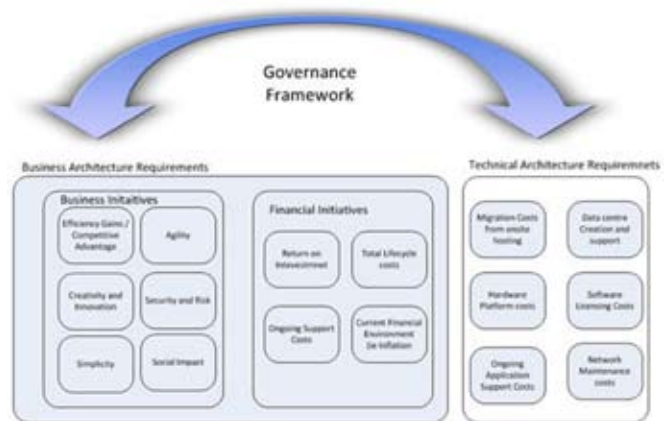 Governance
Framework
Business Architecture Requirements
Technical Architecture Requiremnets
Business Initaitives
Efficiency Gains /
Competitive
Advantage
Agility
Creativity and
Innovation
Security and Risk
Simplicity
Social Impact
Financial Initiatives
Return on
Intevestmnet
Total Lifecycle
costs
Ongoing Support
Costs
Current Financial
Environment
(ie Inflation
Migration Costs
from onsite
hosting
Data centre
Creation and
support
Hardware
Platform costs
Software
Licensing Costs
Ongoing
Application
Support Costs
Network
Maintenance
costs